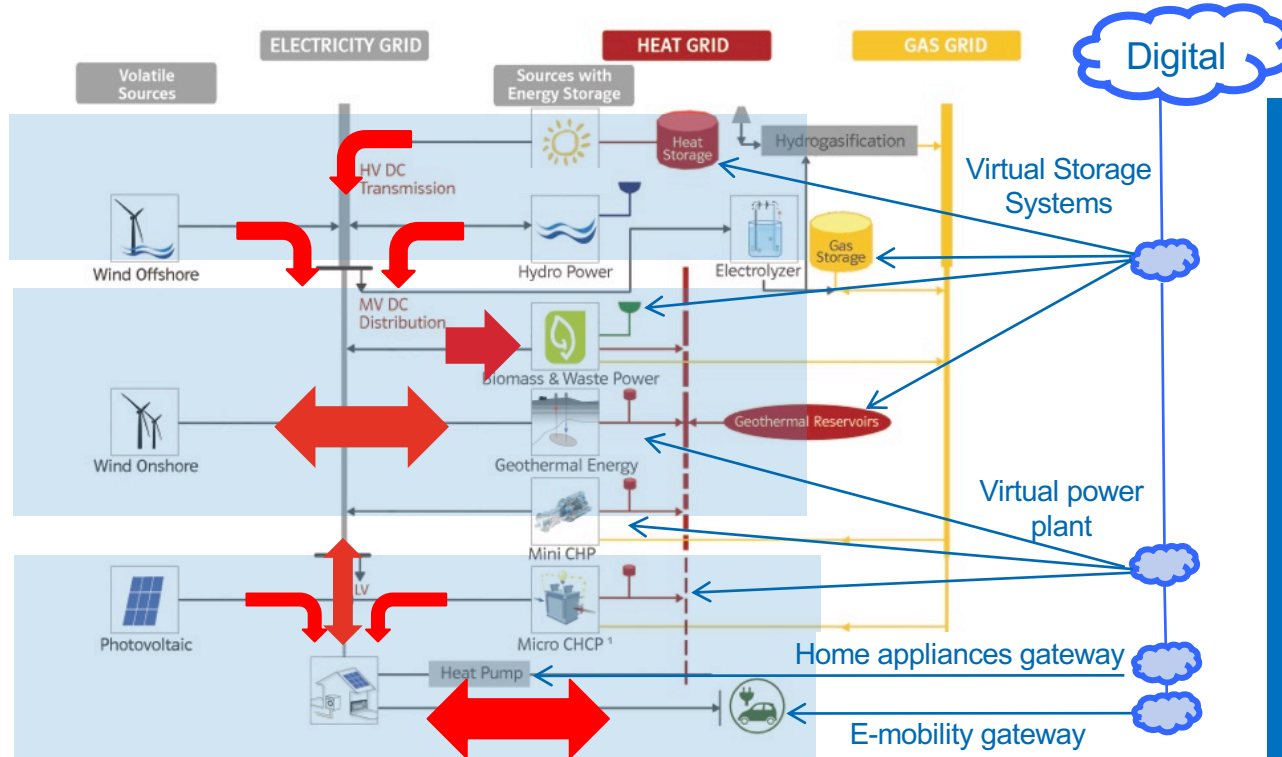 ELECTRICITY GRID
HEAT GRID
GAS GRID
Digital
Volatile
Sources
Sources with
Energy Storage
HV DC
Transmission
Heat
Storage
Hydrogasification
Virtual Storage
Systems
Wind Offshore
Hydro Power
Electrolyzer
Gas
Storage
MV DC
Distribution
Biomass & Waste Power
Wind Onshore
Geothermal Energy
Geothermal Reservoirs
Virtual power
plant
Mini CHP
LV
Photovoltaic
Micro CHCP ¹
Home appliances gateway
Heat Pump
E-mobility gateway